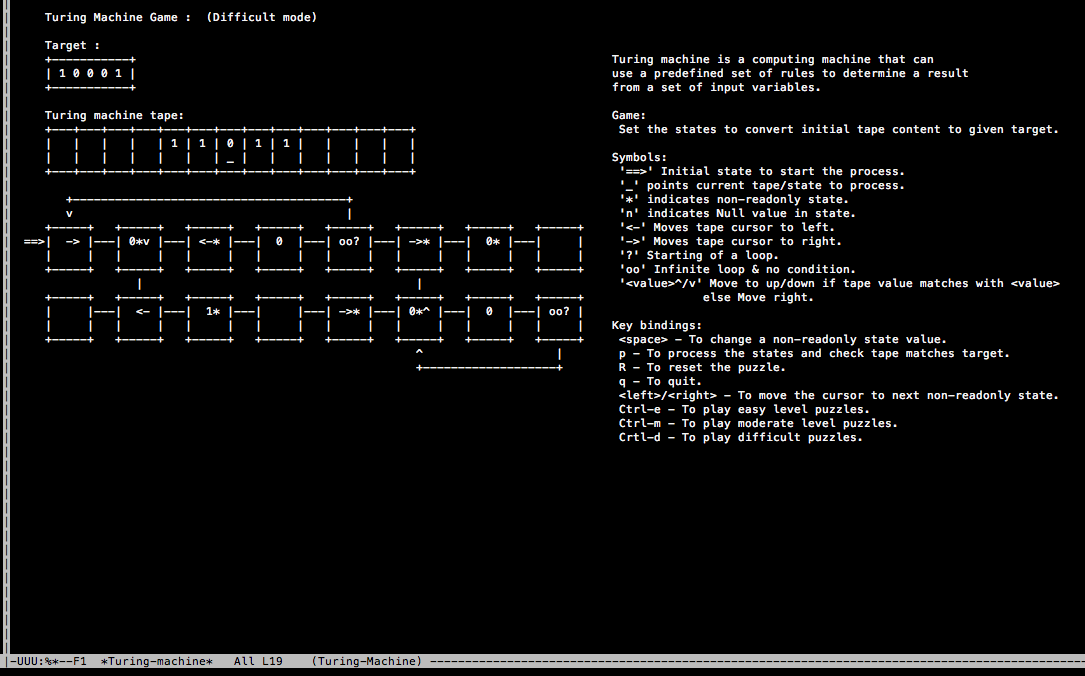 Turing Machine Game :  (Difficult mode)
Target :
| 1 0 0 0 1 |
Turing machine tape:
|   |   |   |   | 1 | 1 | 0 | 1 | 1 |   |   |   |   |
|   |   |   |   |   |   | _ |   |   |   |   |   |   |
v                                       |
==>|  -> |---| 0*v |---| <-* |---|  0  |---| oo? |---| ->* |---|  0* |---|     |
|                                       |
|     |---|  <- |---|  1* |---|     |---| ->* |---| 0*^ |---|  0  |---| oo? |
^                   |
Turing machine is a computing machine that can
use a predefined set of rules to determine a result
from a set of input variables.
Game:
Set the states to convert initial tape content to given target.
Symbols:
'==>' Initial state to start the process.
'_' points current tape/state to process.
'*' indicates non-readonly state.
'n' indicates Null value in state.
'<-' Moves tape cursor to left.
'->' Moves tape cursor to right.
'?' Starting of a loop.
'oo' Infinite loop & no condition.
'<value>^/v' Move to up/down if tape value matches with <value>
else Move right.
Key bindings:
<space> - To change a non-readonly state value.
p - To process the states and check tape matches target.
R - To reset the puzzle.
q - To quit.
<left>/<right> - To move the cursor to next non-readonly state.
Ctrl-e - To play easy level puzzles.
Ctrl-m - To play moderate level puzzles.
Crtl-d - To play difficult puzzles.
|-UUU:%*--F1  *Turing-machine*   All L19    (Turing-Machine) ----------